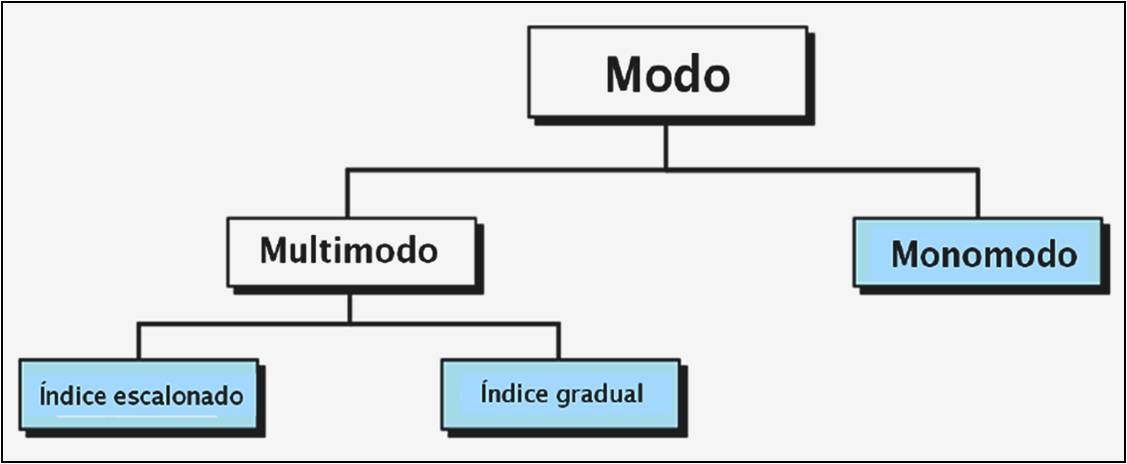 Modo
Multimodo
Monomodo
Índice escalonado
Índice gradual